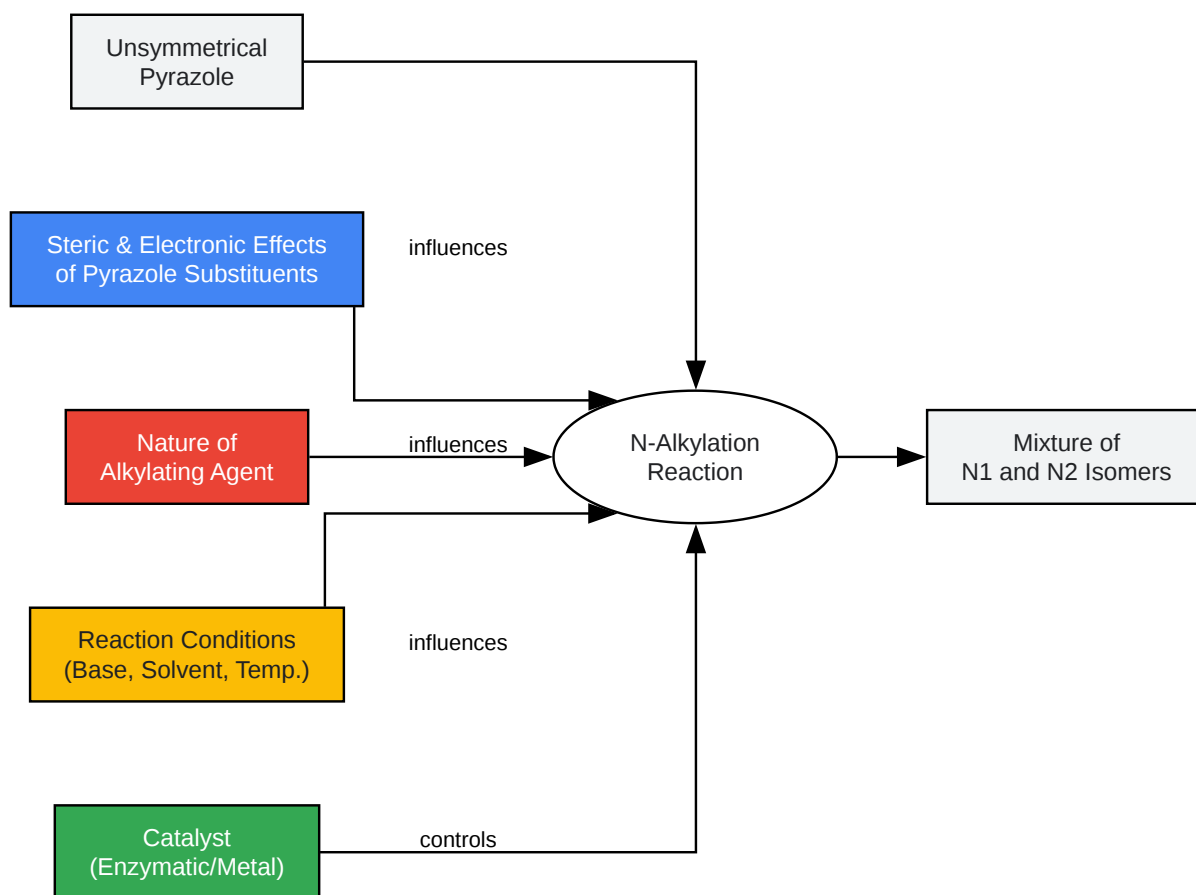 Unsymmetrical
Pyrazole
Steric & Electronic Effects
of Pyrazole Substituents
influences
Nature of
Alkylating Agent
influences
N-Alkylation
Reaction
Mixture of
N1 and N2 Isomers
Reaction Conditions
(Base, Solvent, Temp.)
influences
Catalyst
(Enzymatic/Metal)
controls